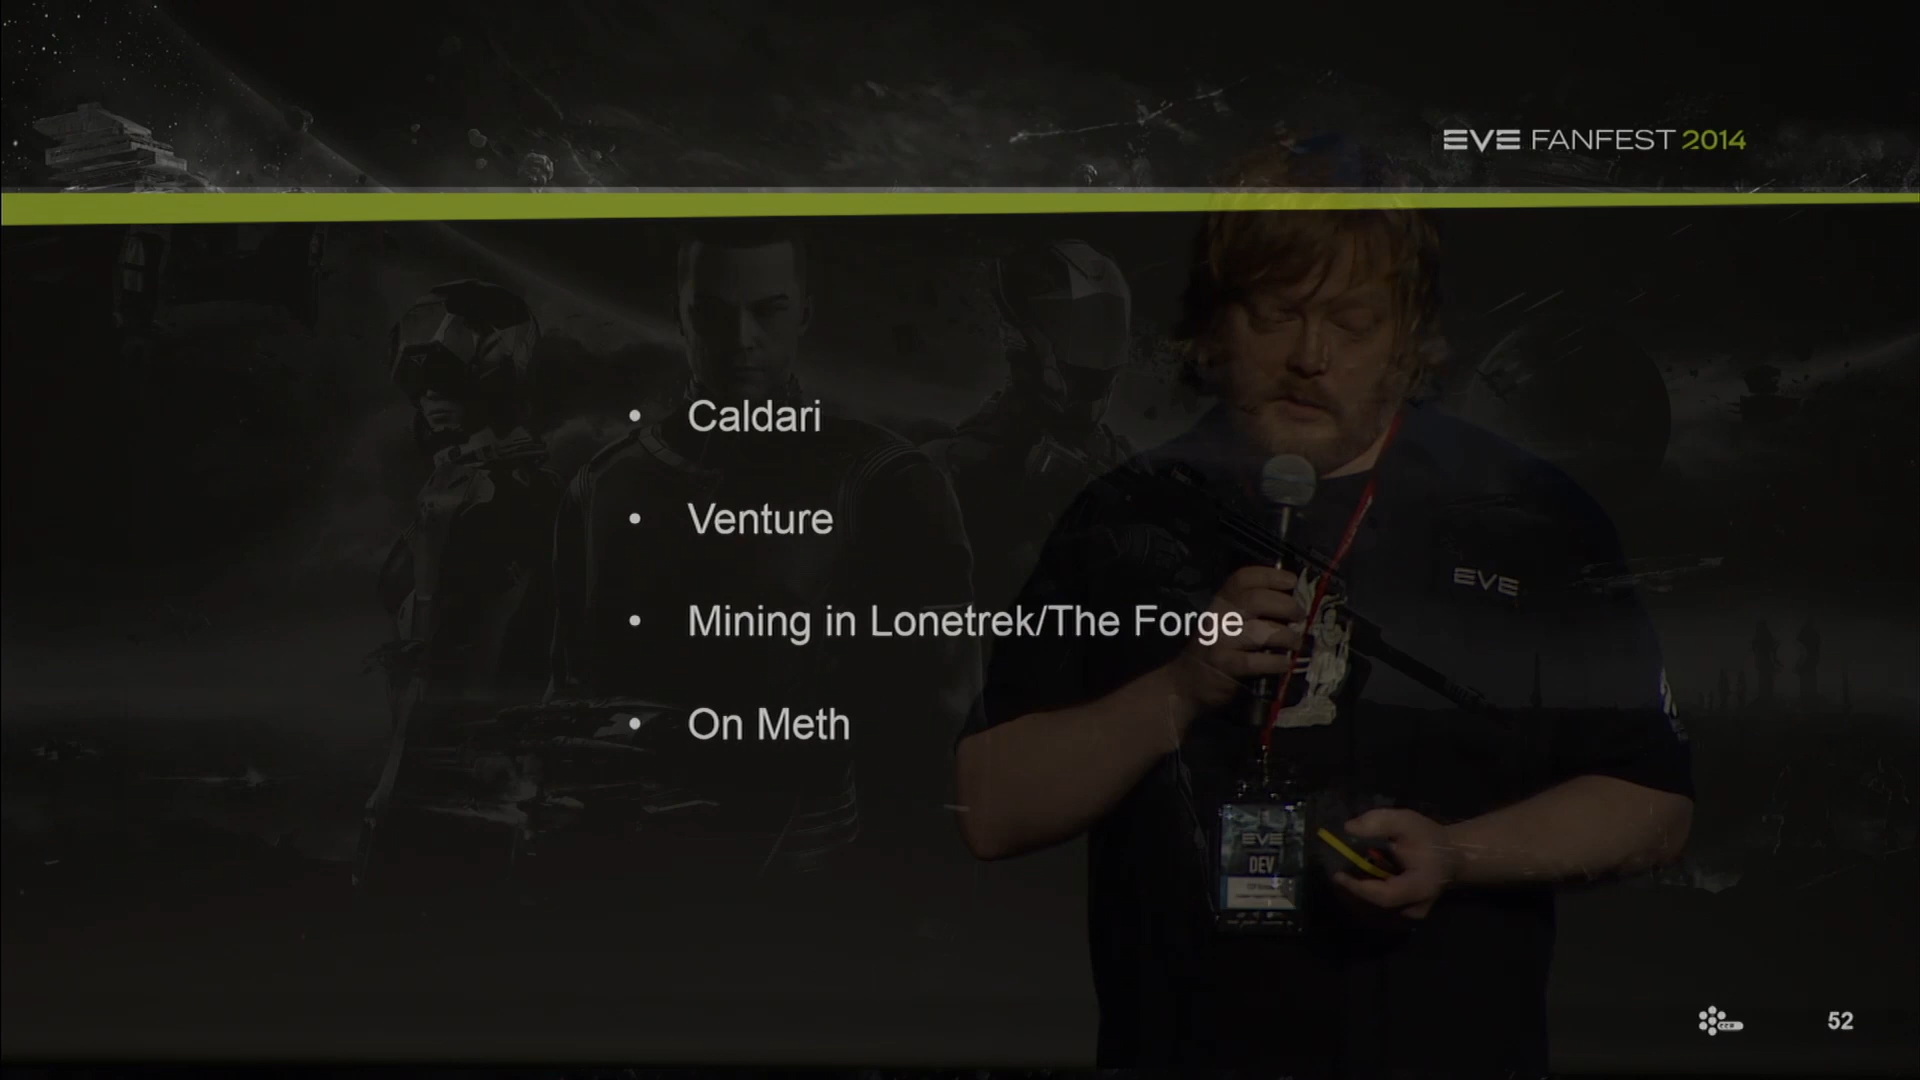 EVE FANFEST 2014
• Caldari
• Venture
• Mining in Lonetrek/The Forge
• On Meth
EVE
EVE
DEV
52